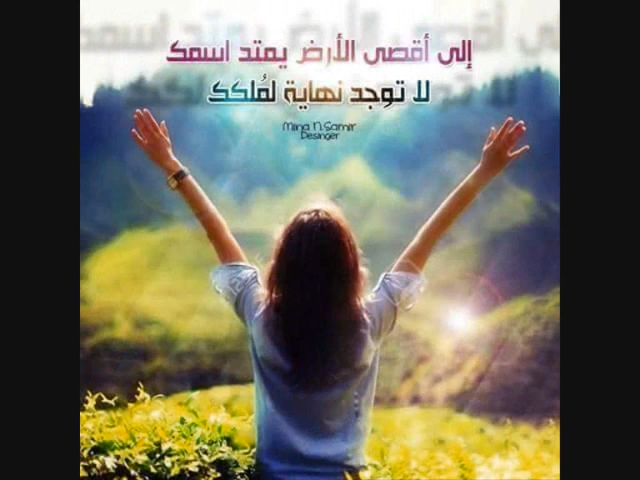 إلى أقصى الأرض يمتد اسمك
لا توجد نهاية لمُلكك
Mina N.Samir
Desinger